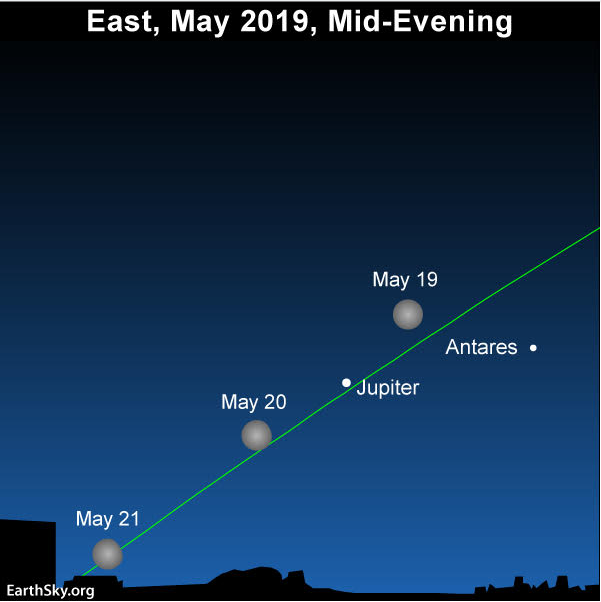 East, May 2019, Mid-Evening
May 19
Antares
Jupiter
May 20
May 21
EarthSky.org